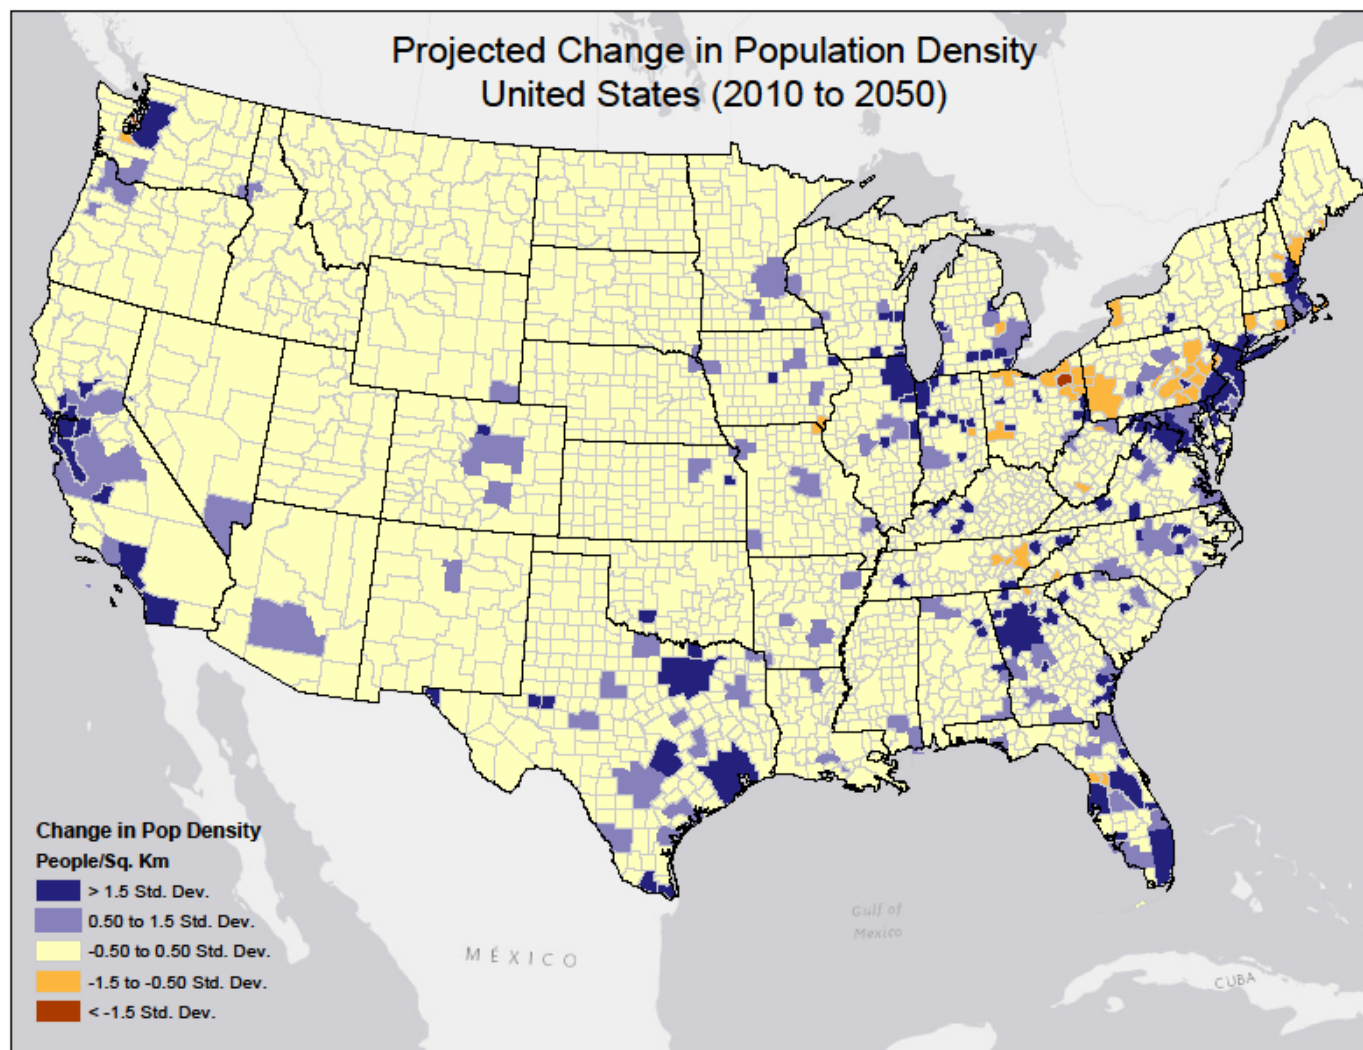 Projected Change in Population Density
United States (2010 to 2050)
Change in Pop Density
People/Sq. Km
> 1.5 Std. Dev.
0.50 to 1.5 Std. Dev.
-0.50 to 0.50 Std. Dev.
-1.5 to -0.50 Std. Dev.
< -1.5 Std. Dev.
Gulf of
Mexico
MÉXICO
CUBA